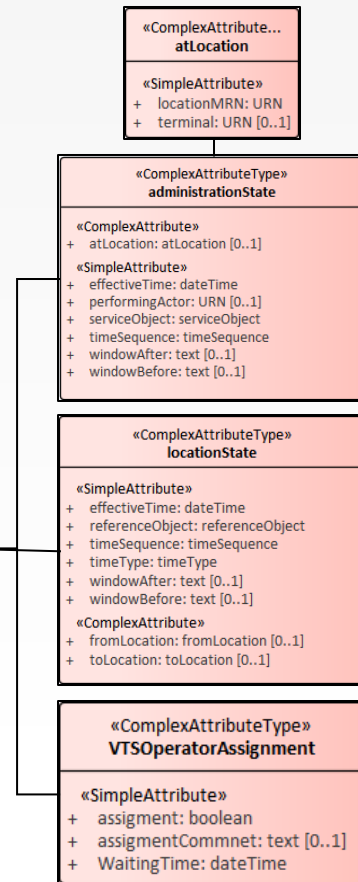 «ComplexAttribute...
atLocation
«SimpleAttribute»
+ locationMRN: URN
+ terminal: URN [0..1]
«ComplexAttributeType»
administrationState
«ComplexAttribute»
+ atLocation: atLocation [0..1]
«SimpleAttribute»
+ effectiveTime: dateTime
+ performingActor: URN [0..1]
+ serviceObject: serviceObject
+ timeSequence: timeSequence
+ windowAfter: text [0..1]
+ windowBefore: text [0..1]
«ComplexAttributeType»
locationState
«SimpleAttribute»
+ effectiveTime: dateTime
+ referenceObject: referenceObject
+ timeSequence: timeSequence
+ timeType: timeType
+ windowAfter: text [0..1]
+ windowBefore: text [0..1]
«ComplexAttribute»
+ fromLocation: fromLocation [0..1]
+ toLocation: toLocation [0..1]
«ComplexAttributeType»
VTSOperatorAssignment
«SimpleAttribute»
+ assigment: boolean
+ assigmentCommnet: text [0..1]
+ WaitingTime: dateTime